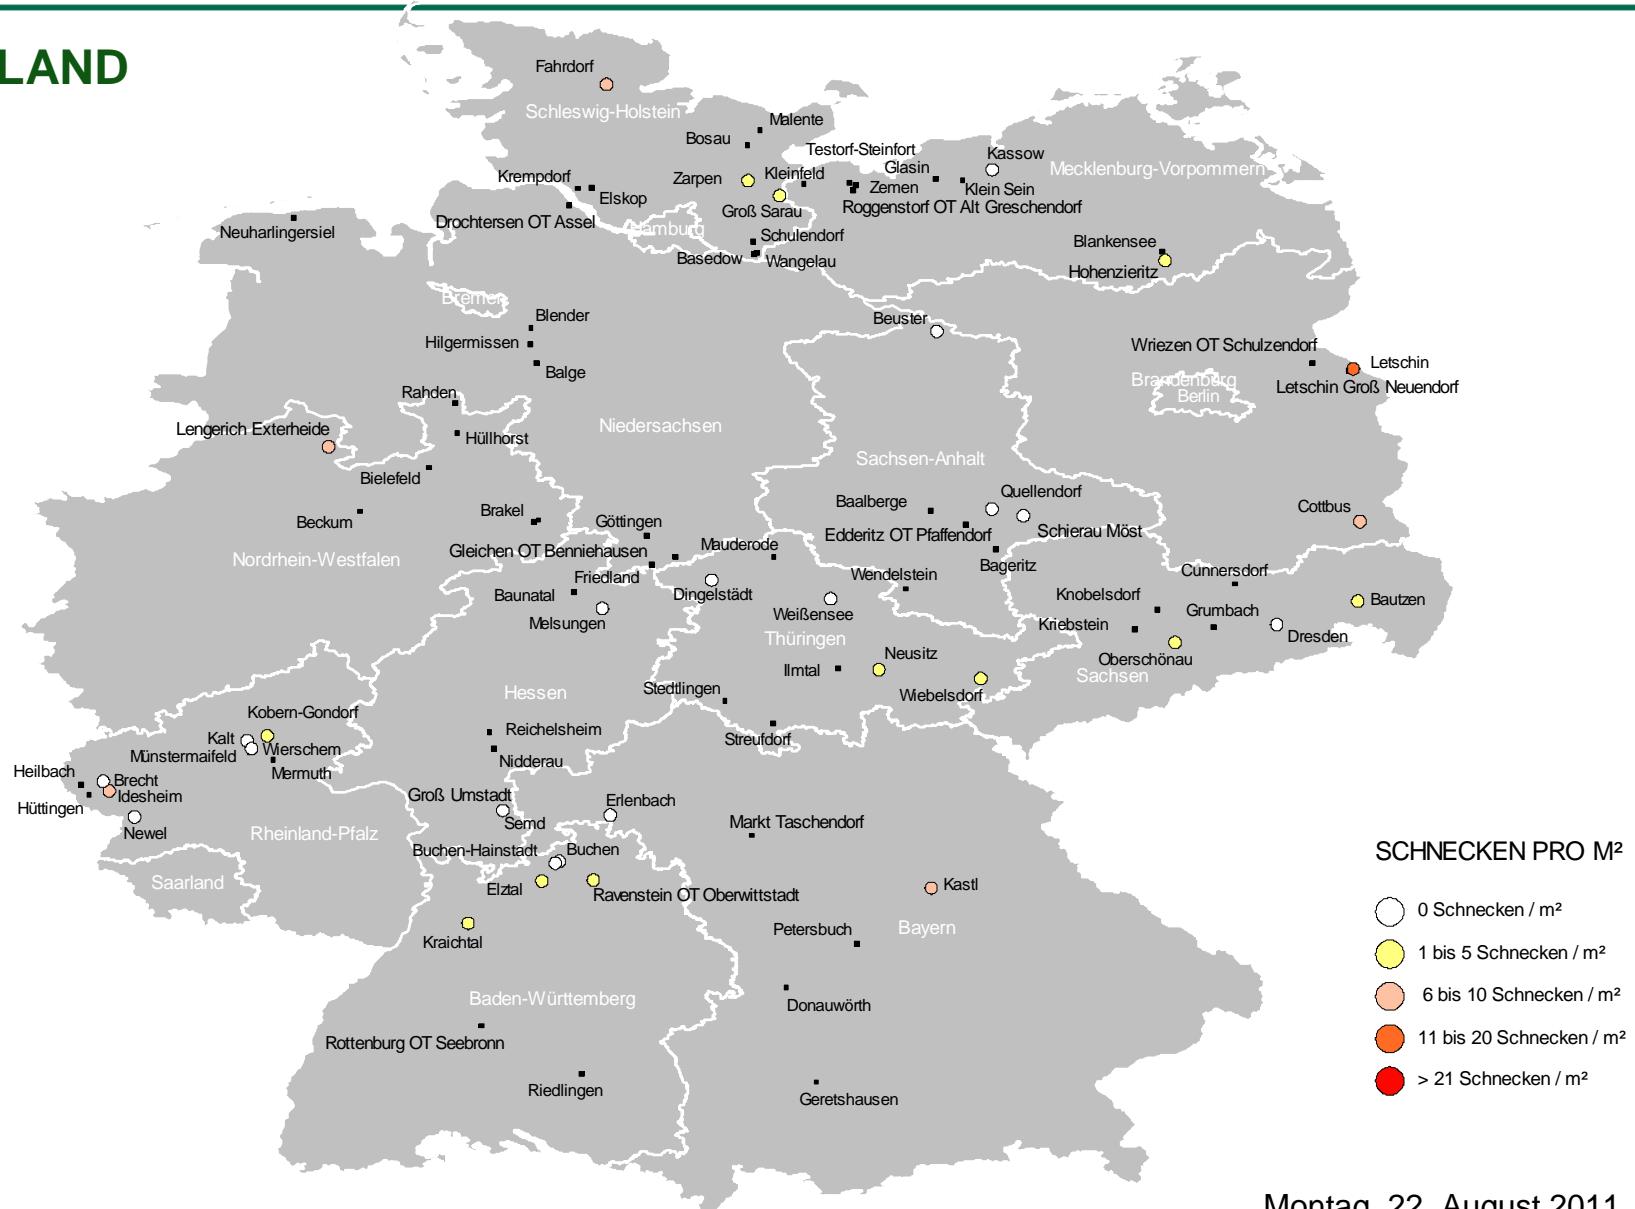 LAND
Fahrdorf
Schleswig-Holstein
Malente
Bosau
Testorf-Steinfort
Kassow
Glasin
Mecklenburg-Vorpommern
Krempdorf
Zarpen
Kleinfeld
Zemen
Klein Sein
Elskop
Roggenstorf OT Alt Greschendorf
Groß Sarau
Drochtersen OT Assel
Neuharlingersiel
Hamburg
Schulendorf
Blankensee
Basedow
Wangelau
Hohenzieritz
Bremen
Blender
Beuster
Hilgermissen
Wriezen OT Schulzendorf
Letschin
Balge
Brandenburg
Letschin Groß Neuendorf
Rahden
Berlin
Lengerich Exterheide
Niedersachsen
Hüllhorst
Sachsen-Anhalt
Bielefeld
Quellendorf
Baalberge
Cottbus
Brakel
Göttingen
Beckum
Edderitz OT Pfaffendorf
Schierau Möst
Gleichen OT Benniehausen
Mauderode
Nordrhein-Westfalen
Bageritz
Friedland
Wendelstein
Cunnersdorf
Baunatal
Dingelstädt
Knobelsdorf
Bautzen
Melsungen
Weißensee
Grumbach
Kriebstein
Thüringen
Dresden
Neusitz
Oberschönau
Ilmtal
Sachsen
Hessen
Stedtlingen
Wiebelsdorf
Kobern-Gondorf
Reichelsheim
Kalt
Streufdorf
Wierschem
Münstermaifeld
Nidderau
Heilbach
Mermuth
Brecht
Idesheim
Hüttingen
Groß Umstadt
Erlenbach
Semd
Markt Taschendorf
Newel
Rheinland-Pfalz
Buchen-Hainstadt
Buchen
SCHNECKEN PRO M²
Saarland
Elztal
Ravenstein OT Oberwittstadt
Kastl
0 Schnecken / m²
Kraichtal
Petersbuch
Bayern
1 bis 5 Schnecken / m²
Baden-Württemberg
Donauwörth
6 bis 10 Schnecken / m²
Rottenburg OT Seebronn
11 bis 20 Schnecken / m²
Riedlingen
Geretshausen
> 21 Schnecken / m²
Montag, 22. August 2011